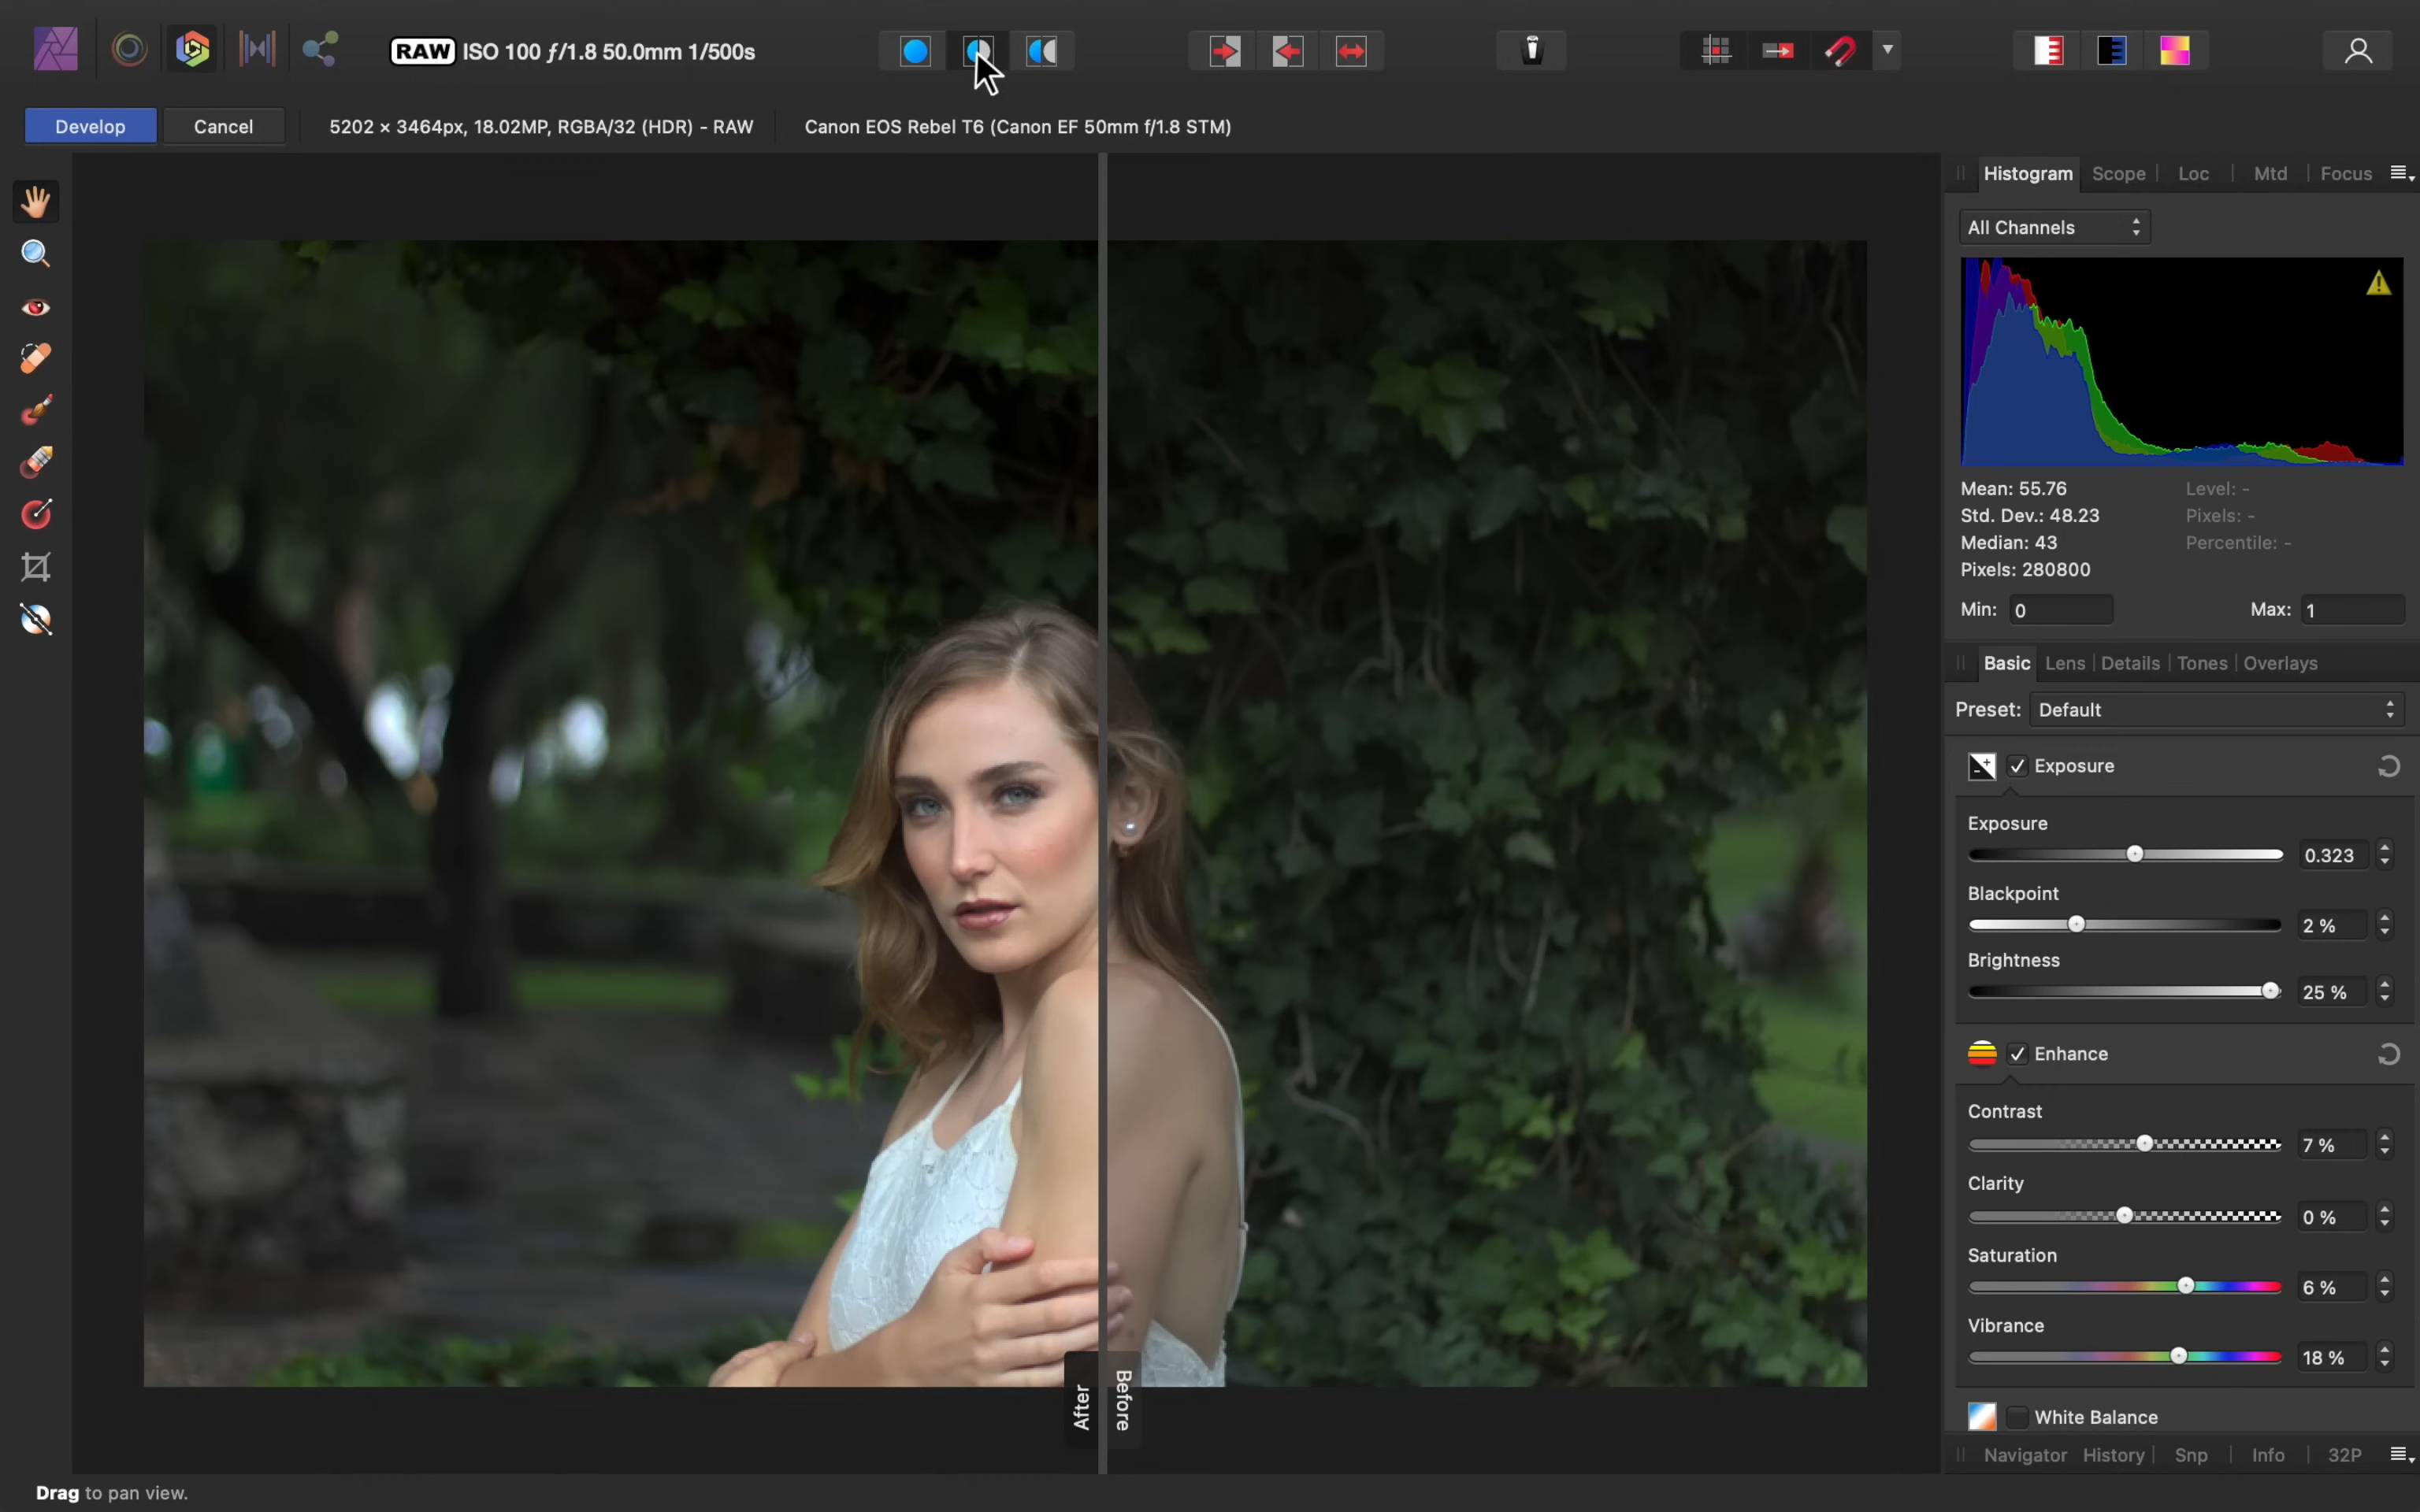 RAW ISO 100 ƒ/1.8 50.0mm 1/500s
Develop
Cancel
5202 × 3464px, 18.02MP, RGBA/32 (HDR) - RAW
Canon EOS Rebel T6 (Canon EF 50mm f/1.8 STM)
Histogram
Scope
Loc
Mtd
Focus
All Channels
Mean: 55.76
Level: -
Std. Dev.: 48.23
Pixels: -
Median: 43
Percentile: -
Pixels: 280800
Min: 0
Max: 1
Basic
Lens
Details
Tones
Overlays
Preset: Default
Exposure
Exposure
0.323
Blackpoint
2 %
Brightness
25 %
Enhance
Contrast
7 %
Clarity
0 %
Saturation
6 %
Vibrance
18 %
White Balance
After
Before
Navigator
History
Snp
Info
32P
Drag to pan view.